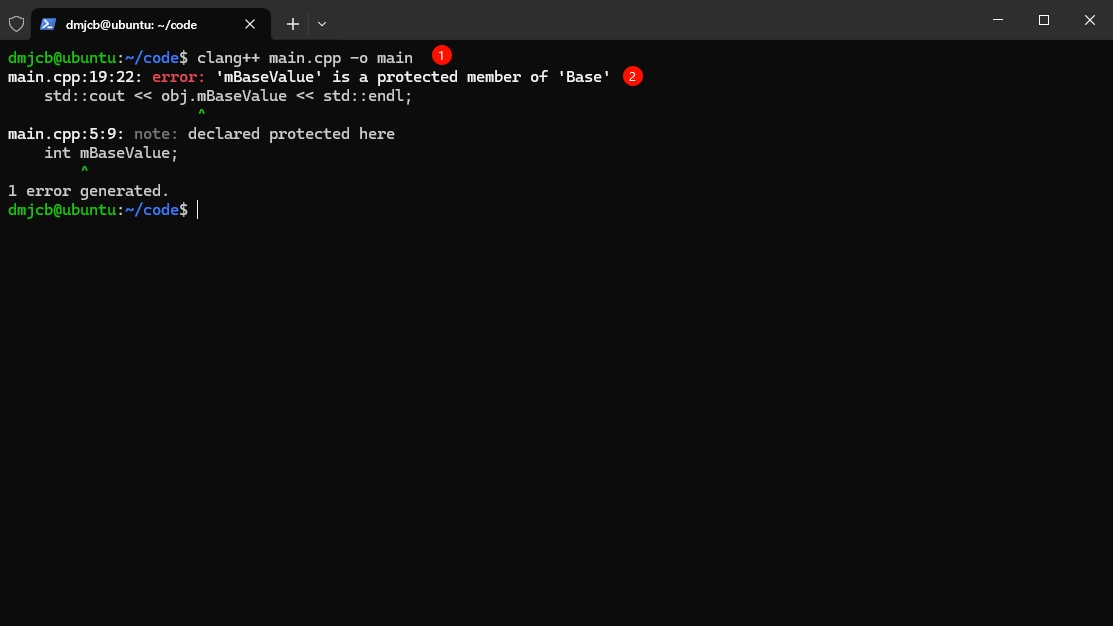 dmjcb@ubuntu: ~/code
dmjcb@ubuntu:~/code$ clang++ main.cpp -o main 1
main.cpp:19:22: error: 'mBaseValue' is a protected member of 'Base' 2
    std::cout << obj.mBaseValue << std::endl;
                     ^
main.cpp:5:9: note: declared protected here
    int mBaseValue;
        ^
1 error generated.
dmjcb@ubuntu:~/code$